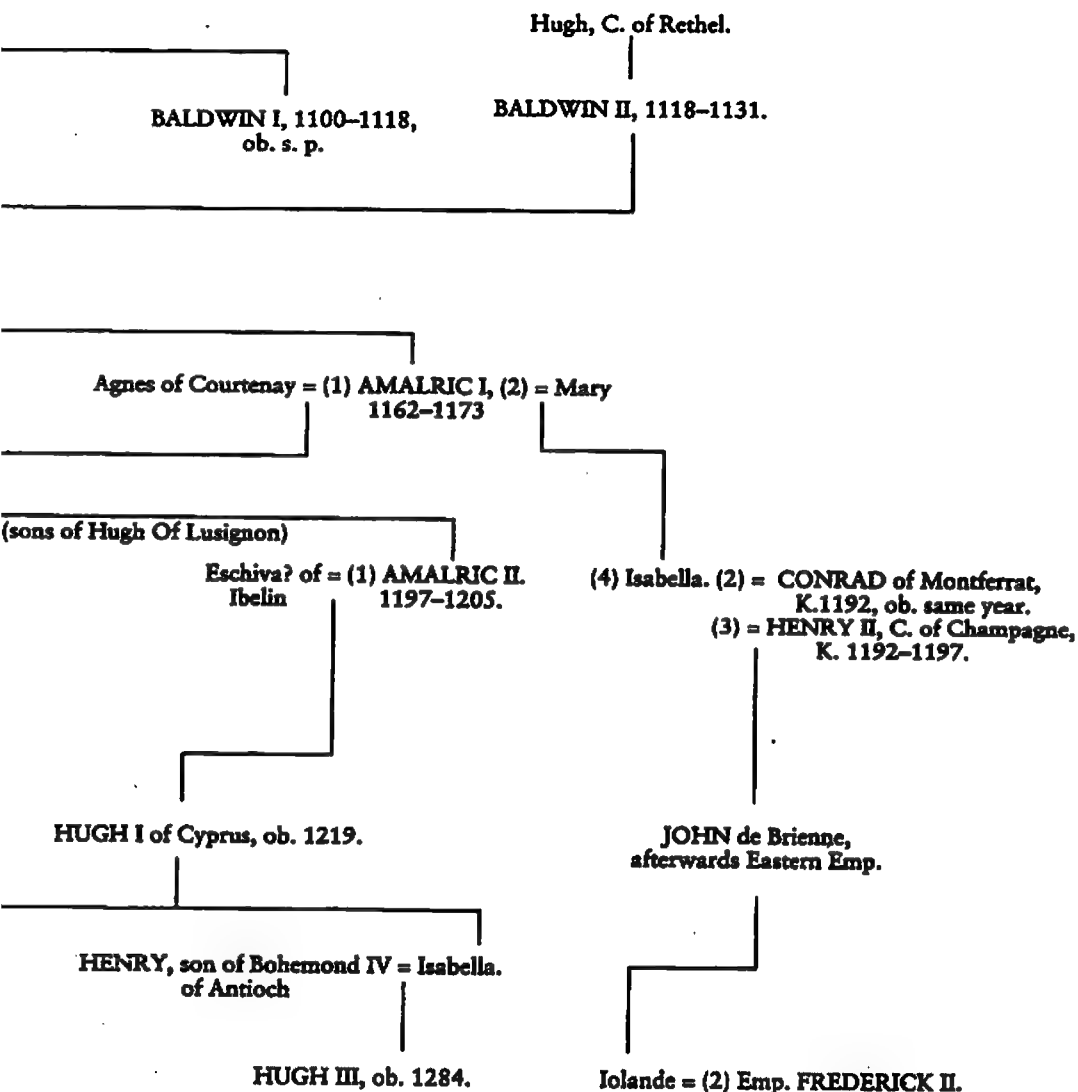 Hugh, C. of Rethel.
BALDWIN I, 1100–1118,
ob. s. p.
BALDWIN II, 1118–1131.
Agnes of Courtenay = (1) AMALRIC I, (2) = Mary
1162–1173
(sons of Hugh Of Lusignon)
Eschiva? of = (1) AMALRIC II.
Ibelin 1197–1205.
(4) Isabella. (2) = CONRAD of Montferrat,
K.1192, ob. same year.
(3) = HENRY II, C. of Champagne,
K. 1192–1197.
HUGH I of Cyprus, ob. 1219.
JOHN de Brienne,
afterwards Eastern Emp.
HENRY, son of Bohemond IV = Isabella.
of Antioch
HUGH III, ob. 1284.
Iolande = (2) Emp. FREDERICK II.